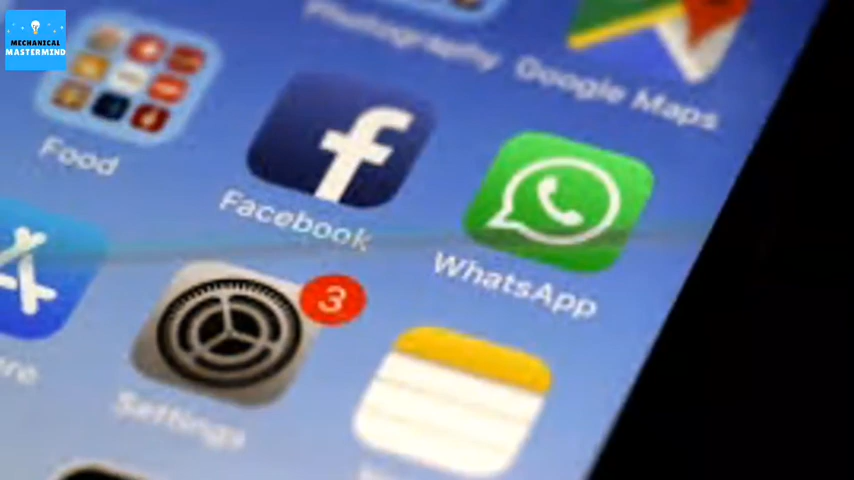 MECHANICAL
MASTERMIND
Photography
Google Maps
Food
Facebook
WhatsApp
3
Settings